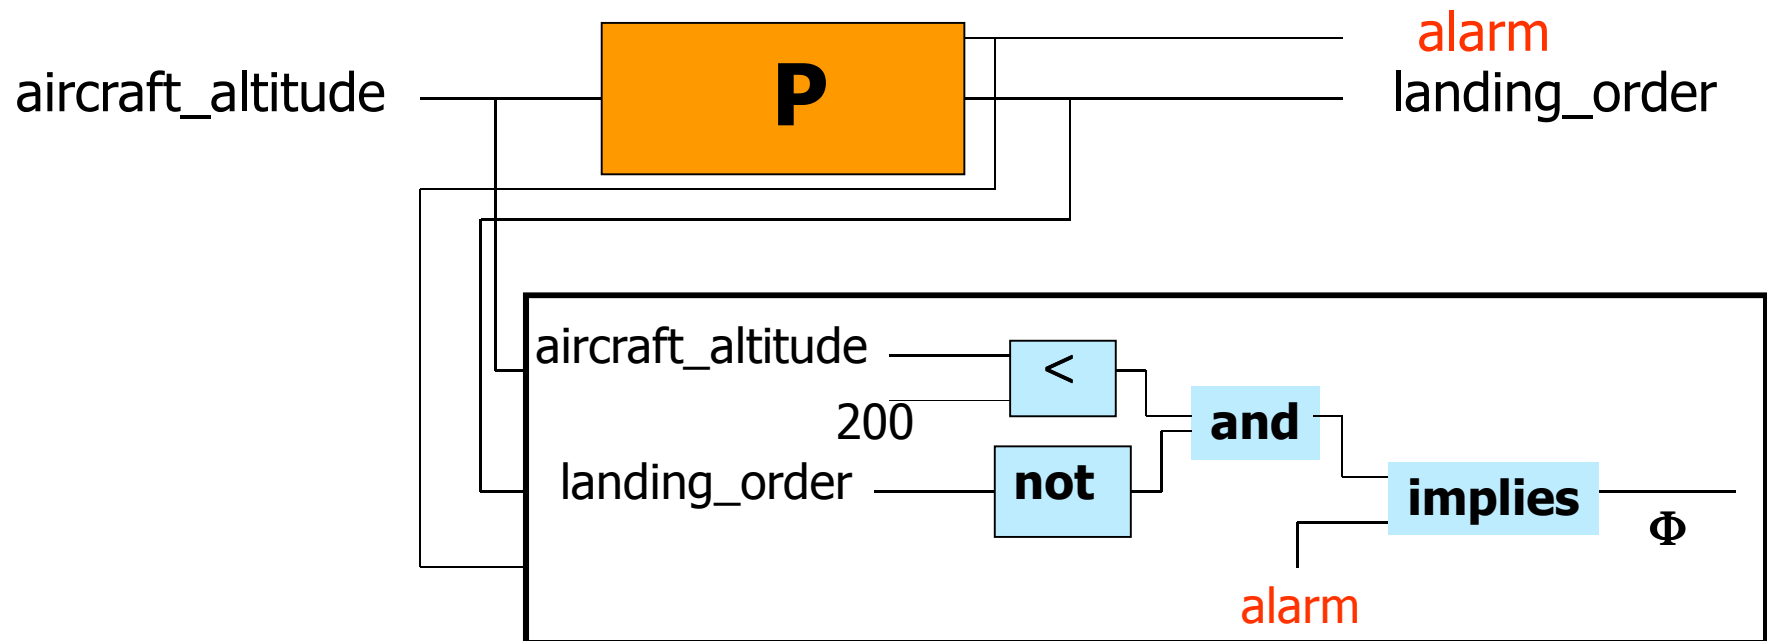 alarm
aircraft_altitude
P
landing_order
aircraft_altitude
<
200
and
landing_order
not
implies
Φ
alarm